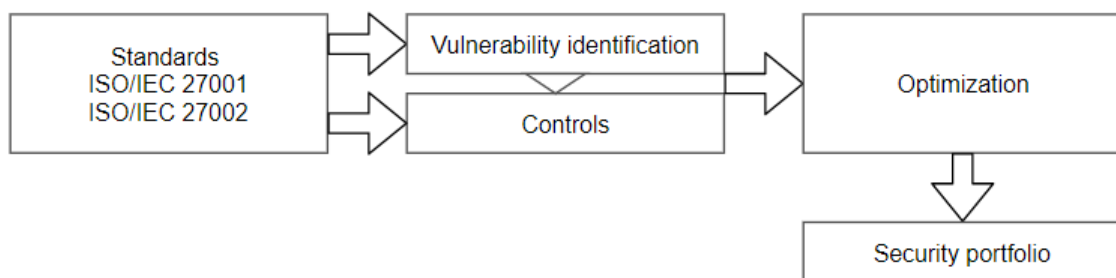 Standards
ISO/IEC 27001
ISO/IEC 27002
Vulnerability identification
Controls
Optimization
Security portfolio